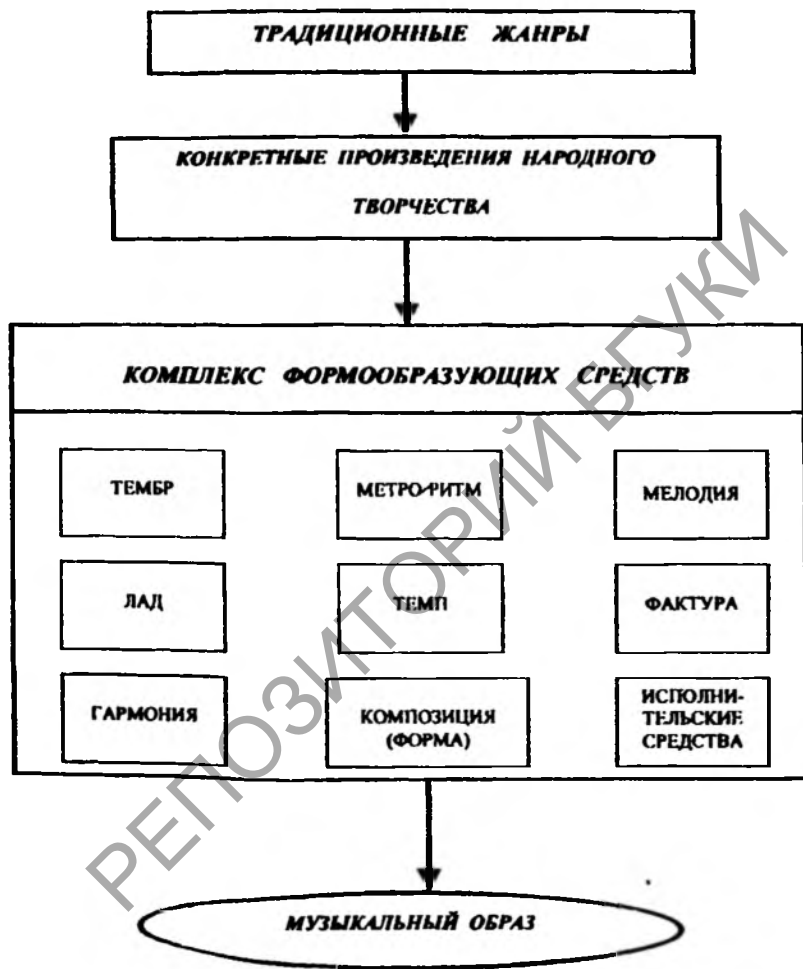 ТРАДИЦИОННЫЕ ЖАНРЫ
КОНКРЕТНЫЕ ПРОИЗВЕДЕНИЯ НАРОДНОГО
ТВОРЧЕСТВА
КОМПЛЕКС ФОРМООБРАЗУЮЩИХ СРЕДСТВ
ТЕМБР
МЕТРО-РИТМ
МЕЛОДИЯ
ЛАД
ТЕМП
ФАКТУРА
ГАРМОНИЯ
КОМПОЗИЦИЯ
(ФОРМА)
ИСПОЛНИ-
ТЕЛЬСКИЕ
СРЕДСТВА
МУЗЫКАЛЬНЫЙ ОБРАЗ
РЕПОЗИТОРИЙ БГУКИ